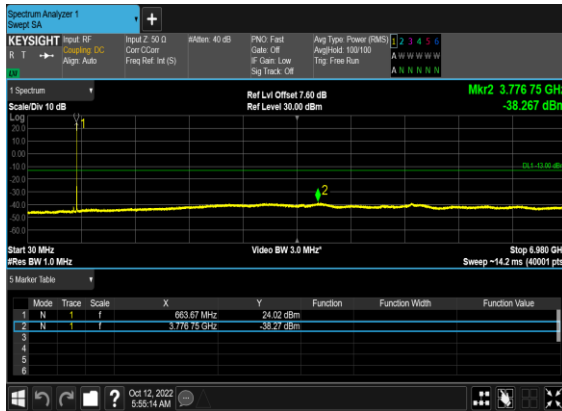 Spectrum Analyzer 1
Swept SA
+
KEYSIGHT Input: RF Input Z: 50 Ω #Atten: 40 dB PNO: Fast Avg Type: Power (RMS) 1 2 3 4 5 6
R T Coupling: DC Corr CCorr Gate: Off Avg|Hold: 100/100 A W W W W W
Align: Auto Freq Ref: Int (S) IF Gain: Low Trig: Free Run
Sig Track: Off A N N N N N
1 Spectrum Ref Lvl Offset 7.60 dB Mkr2 3.776 75 GHz
Scale/Div 10 dB Ref Level 30.00 dBm -38.267 dBm
Log
20.0
10.0
0.00
-10.0
-20.0
-30.0
-40.0
-50.0
-60.0
1
DL1 -13.00 dBm
2
Start 30 MHz Video BW 3.0 MHz* Stop 6.980 GHz
#Res BW 1.0 MHz Sweep ~14.2 ms (40001 pts)
5 Marker Table
Mode Trace Scale X Y Function Function Width Function Value
1 N 1 f 663.67 MHz 24.02 dBm
2 N 1 f 3.776 75 GHz -38.27 dBm
3
4
5
6
? Oct 12, 2022
5:55:14 AM